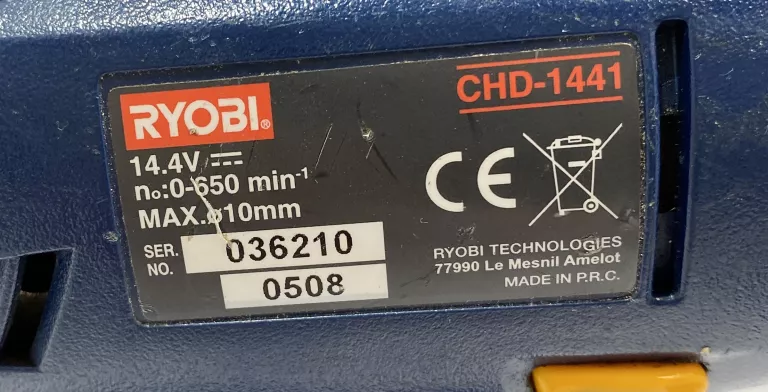 RYOBI®
CHD-1441
14.4V ⎓
n₀:0-650 min⁻¹
MAX.ø10mm
SER. NO. 036210
0508
CE
RYOBI TECHNOLOGIES
77990 Le Mesnil Amelot
MADE IN P.R.C.